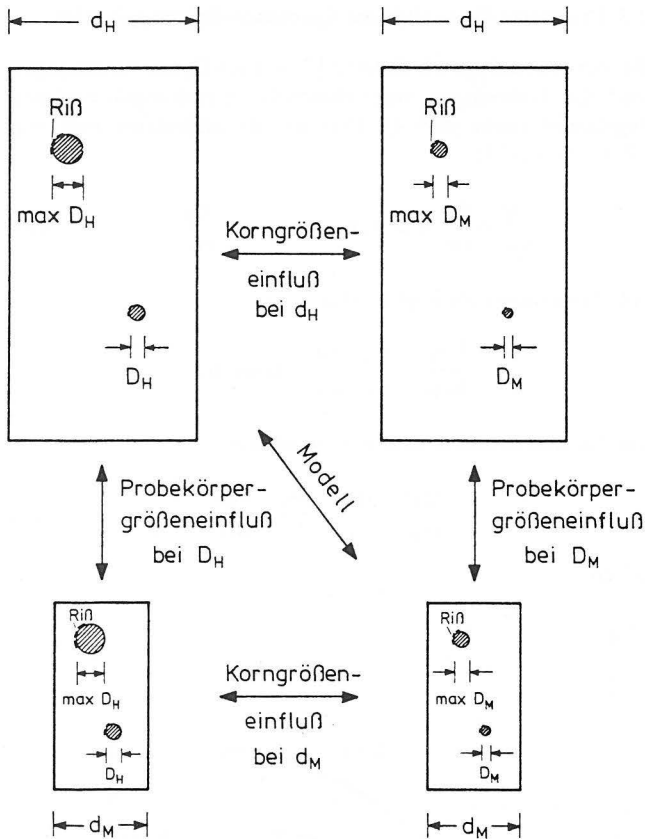 d_H
d_H
Riß
max D_H
D_H
Riß
max D_M
D_M
Korngrößen-
einfluß
bei d_H
Modell
Probekörper-
größeneinfluß
bei D_H
Probekörper-
größeneinfluß
bei D_M
Riß
max D_H
D_H
d_M
Korngrößen-
einfluß
bei d_M
Riß
max D_M
D_M
d_M